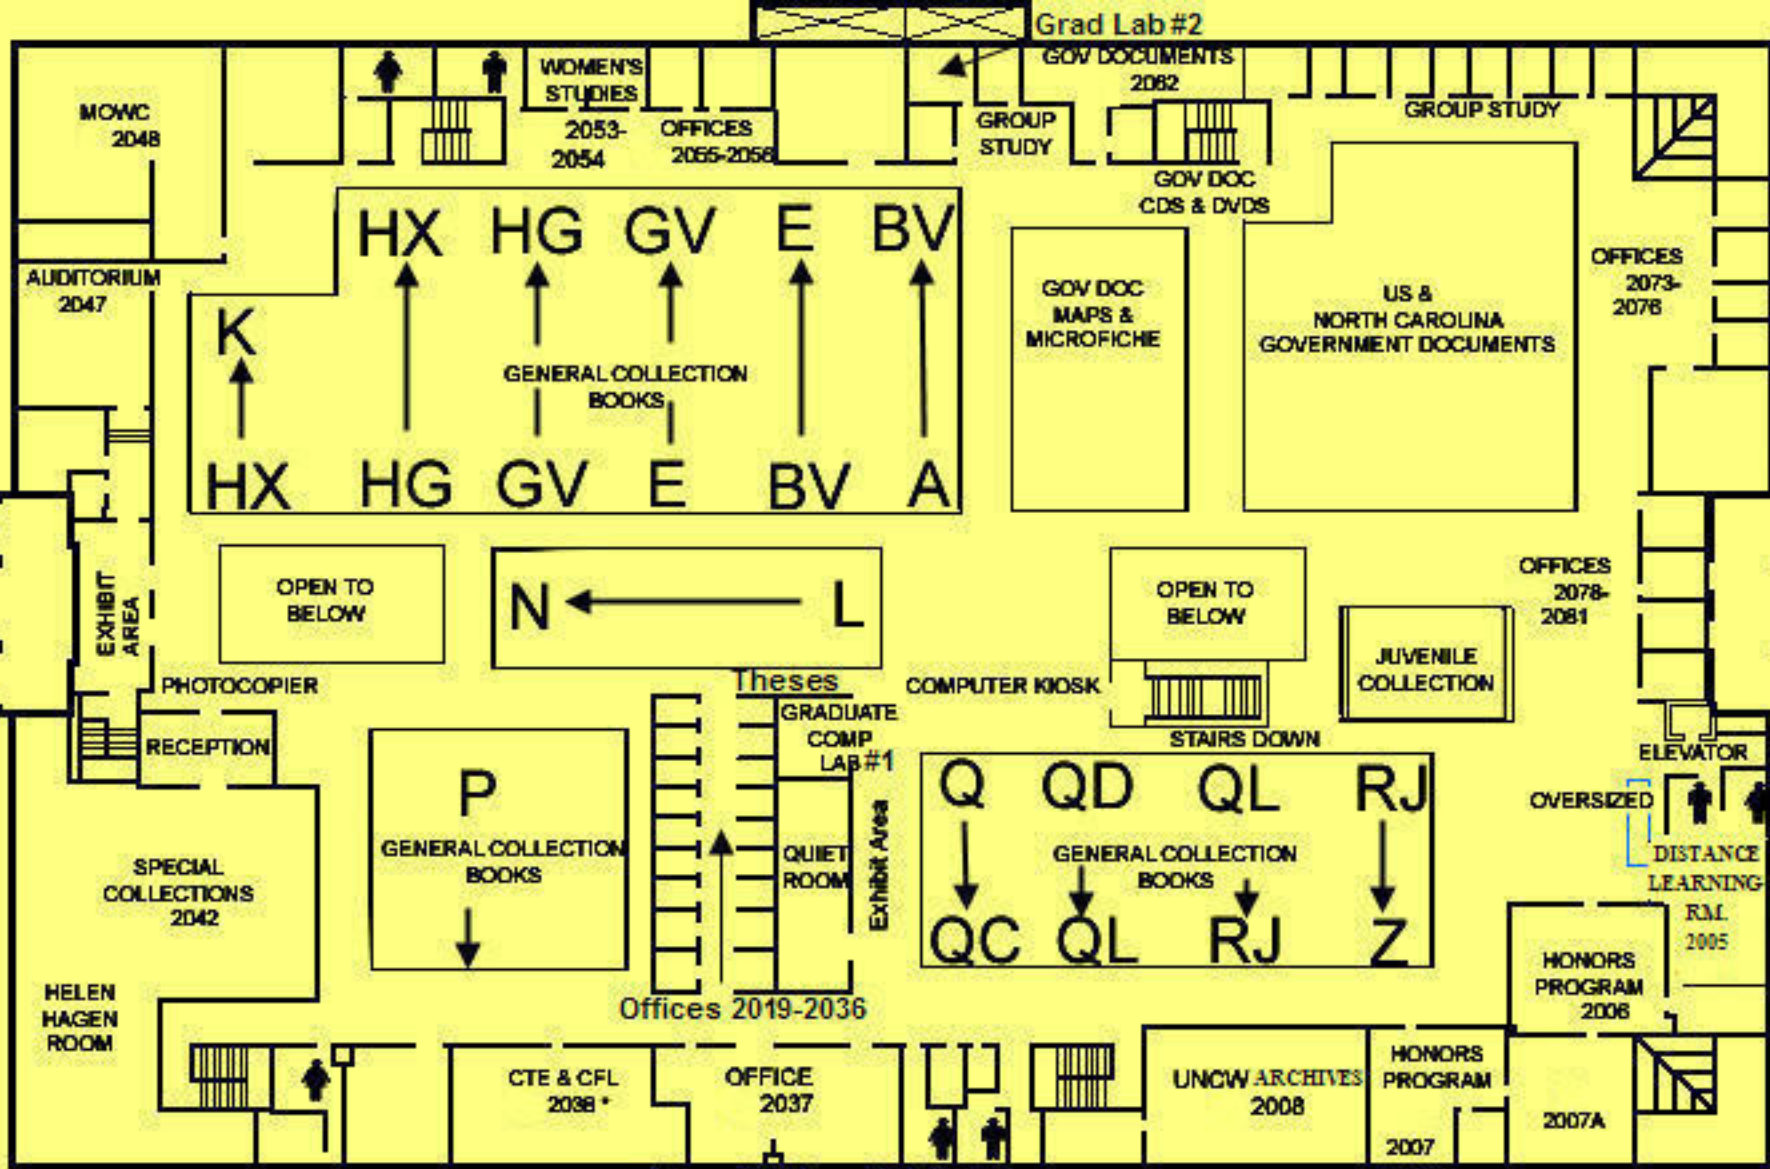 Grad Lab #2
MOWC
2048
WOMEN'S
STUDIES
2053-
2054
OFFICES
2055-2056
GOV DOCUMENTS
2062
GROUP
STUDY
GROUP STUDY
GOV DOC
CDS & DVDS
AUDITORIUM
2047
HX HG GV E BV
K
GENERAL COLLECTION
BOOKS
HX HG GV E BV A
GOV DOC
MAPS &
MICROFICHE
US &
NORTH CAROLINA
GOVERNMENT DOCUMENTS
OFFICES
2073-
2076
EXHIBIT
AREA
OPEN TO
BELOW
N L
OPEN TO
BELOW
OFFICES
2078-
2081
JUVENILE
COLLECTION
PHOTOCOPIER
RECEPTION
Theses
GRADUATE
COMP
LAB #1
COMPUTER KIOSK
STAIRS DOWN
ELEVATOR
OVERSIZED
P
GENERAL COLLECTION
BOOKS
QUIET
ROOM
Exhibit Area
Q QD QL RJ
GENERAL COLLECTION
BOOKS
QC QL RJ Z
DISTANCE
LEARNING
RM.
2005
SPECIAL
COLLECTIONS
2042
HELEN
HAGEN
ROOM
Offices 2019-2036
HONORS
PROGRAM
2006
CTE & CFL
2038 *
OFFICE
2037
UNCW ARCHIVES
2008
HONORS
PROGRAM
2007
2007A